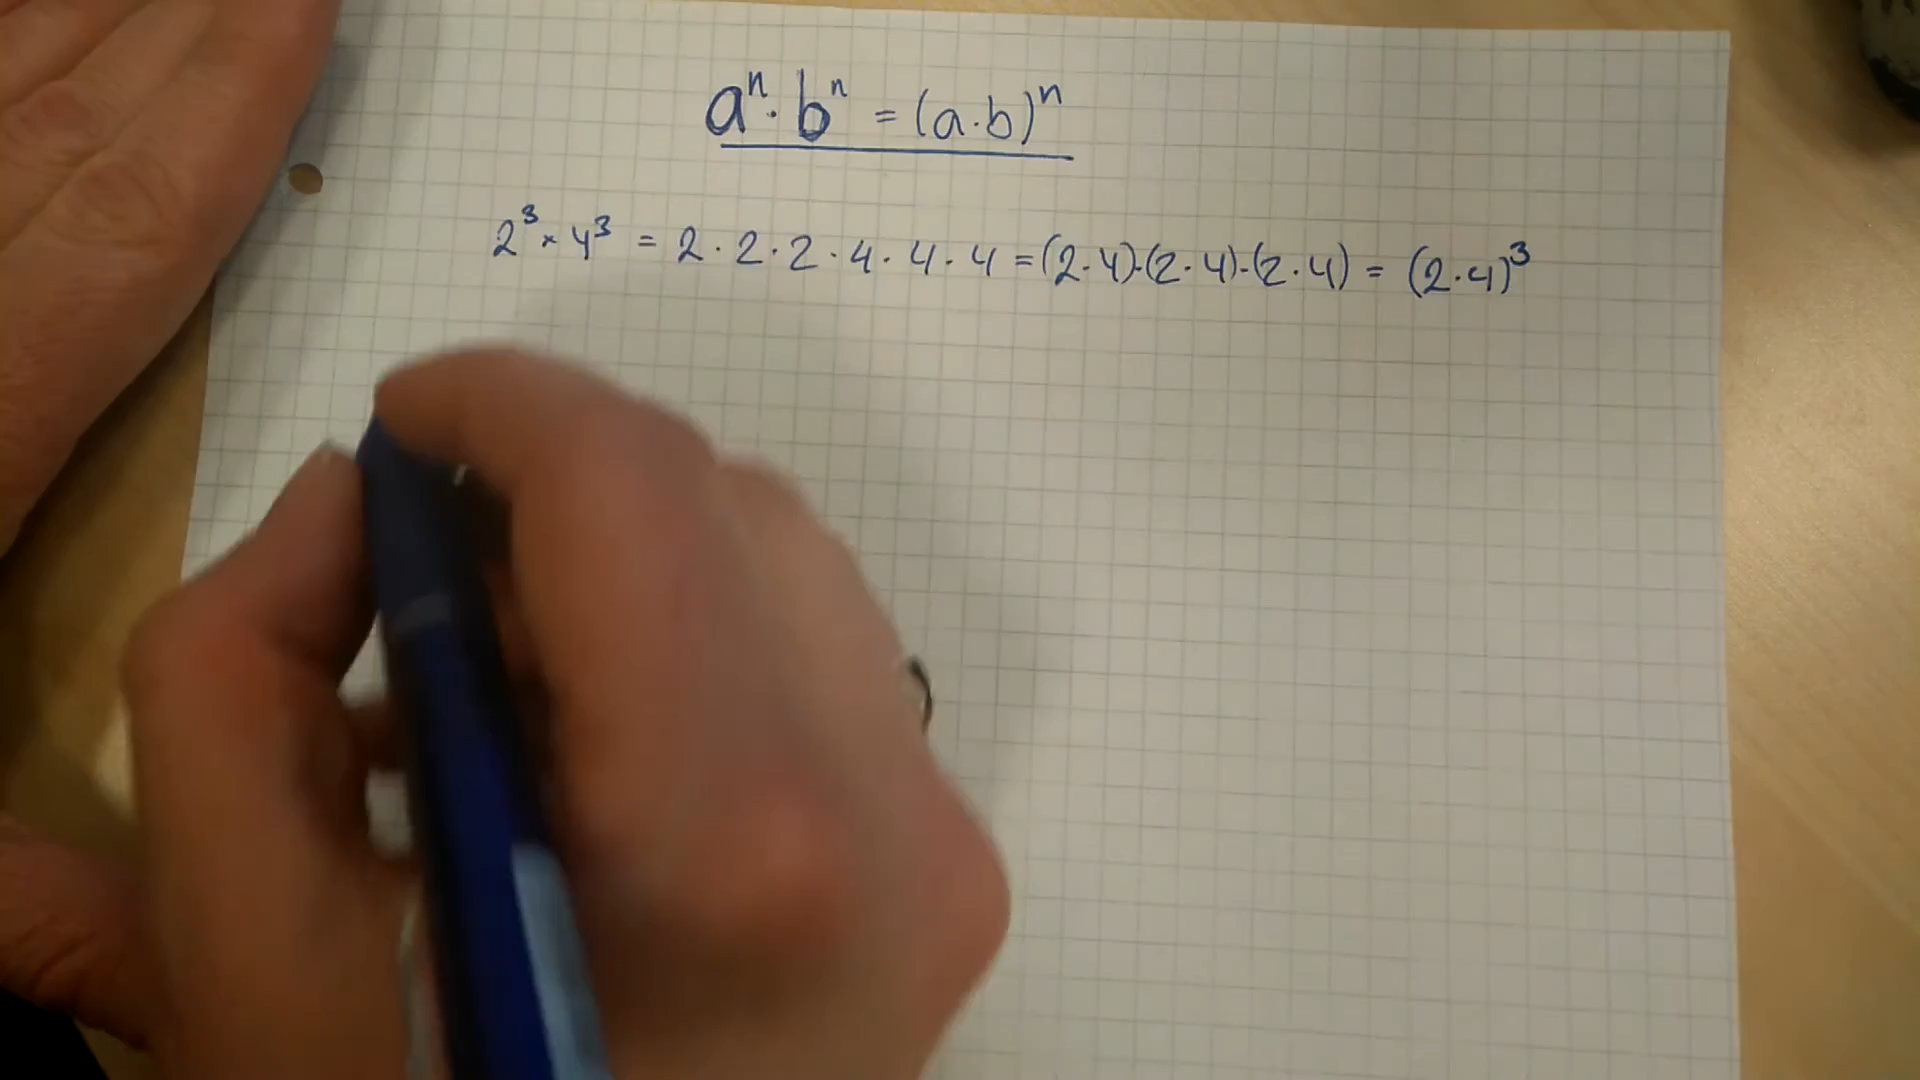 aⁿ · bⁿ = (a·b)ⁿ
2³ × 4³ = 2 · 2 · 2 · 4 · 4 · 4 = (2·4)·(2·4)·(2·4) = (2·4)³